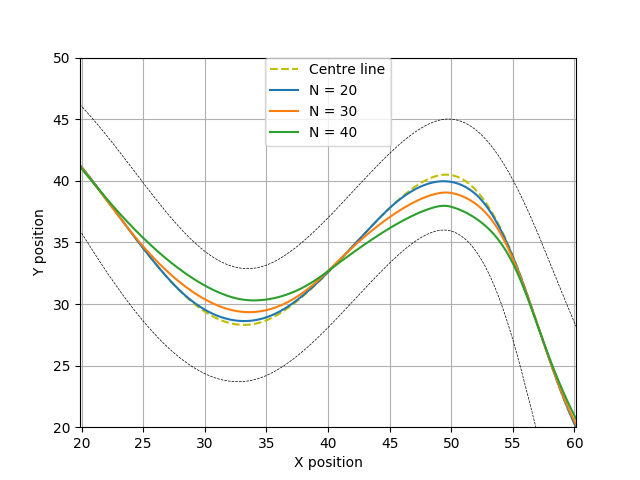 50
45
40
35
30
25
20
Y position
Centre line
N = 20
N = 30
N = 40
20 25 30 35 40 45 50 55 60
X position